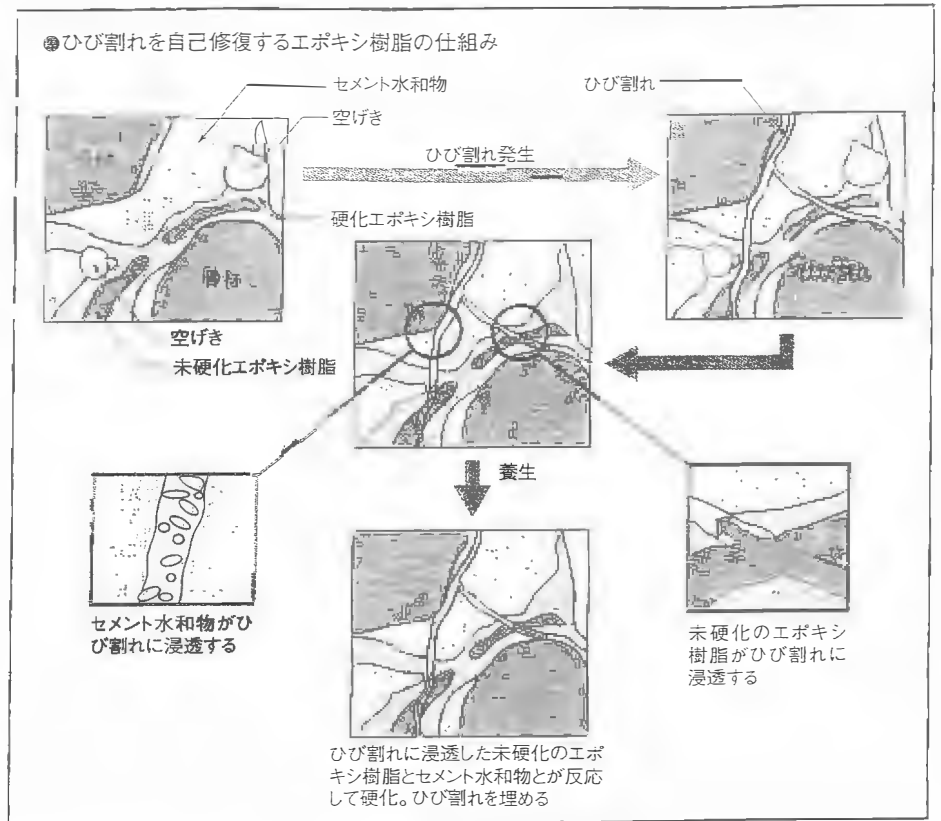 ひび割れを自己修復するエポキシ樹脂の仕組み
セメント水和物
空げき
ひび割れ
ひび割れ発生
硬化エポキシ樹脂
骨材
空げき
未硬化エポキシ樹脂
養生
セメント水和物がひ
び割れに浸透する
未硬化のエポキシ
樹脂がひび割れに
浸透する
ひび割れに浸透した未硬化のエポ
キシ樹脂とセメント水和物とが反応
して硬化。ひび割れを埋める